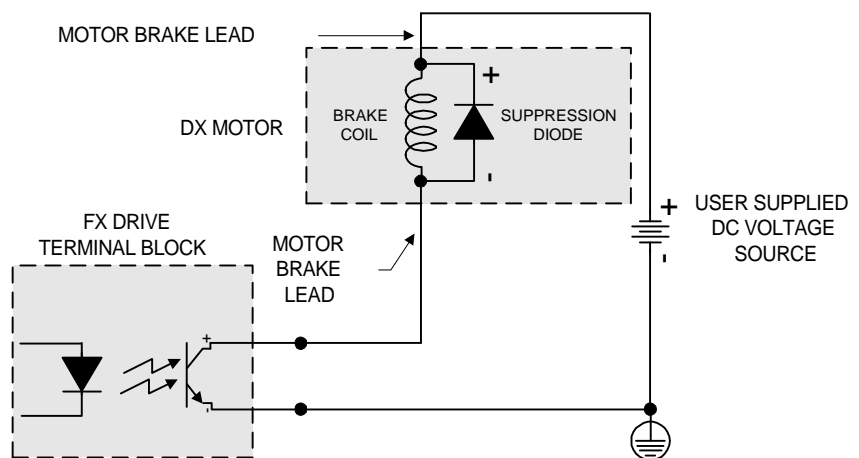 MOTOR BRAKE LEAD
+
BRAKE
COIL
SUPPRESSION
DIODE
DX MOTOR
-
+
USER SUPPLIED
DC VOLTAGE
SOURCE
-
FX DRIVE
TERMINAL BLOCK
MOTOR
BRAKE
LEAD
+
-